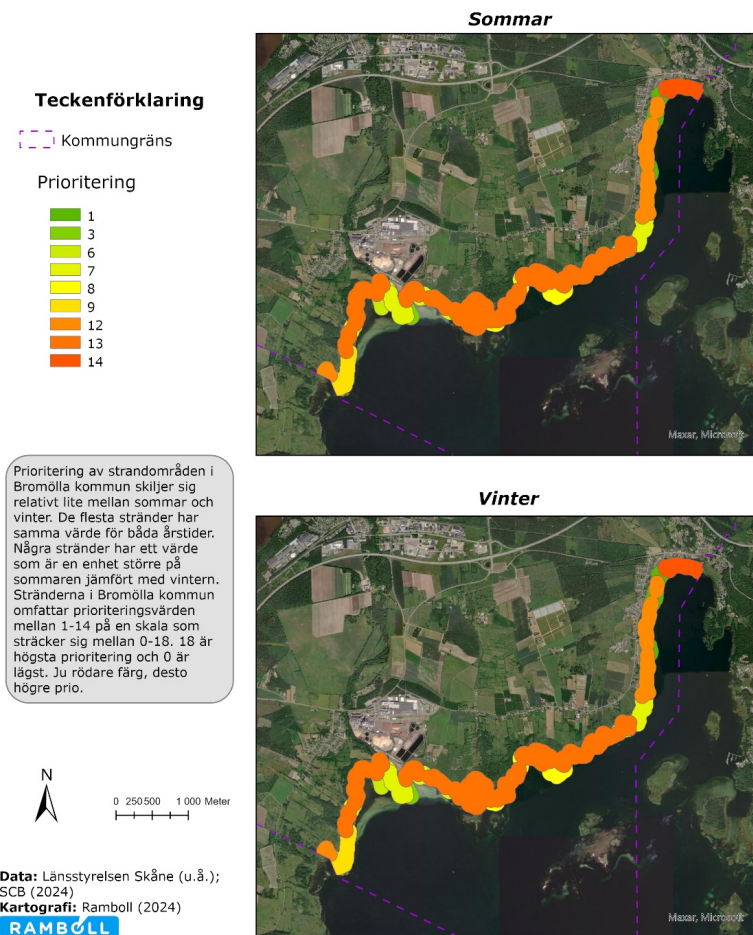 Sommar
Teckenförklaring
Kommungräns
Prioritering
1
3
6
7
8
9
12
13
14
Maxar, Microsoft
Prioritering av strandområden i
Bromölla kommun skiljer sig
relativt lite mellan sommar och
vinter. De flesta stränder har
samma värde för båda årstider.
Några stränder har ett värde
som är en enhet större på
sommaren jämfört med vintern.
Stränderna i Bromölla kommun
omfattar prioriteringsvärden
mellan 1-14 på en skala som
sträcker sig mellan 0-18. 18 är
högsta prioritering och 0 är
lägst. Ju rödare färg, desto
högre prio.
Vinter
Maxar, Microsoft
N
0 250 500 1 000 Meter
Data: Länsstyrelsen Skåne (u.å.);
SCB (2024)
Kartografi: Ramboll (2024)
RAMBOLL